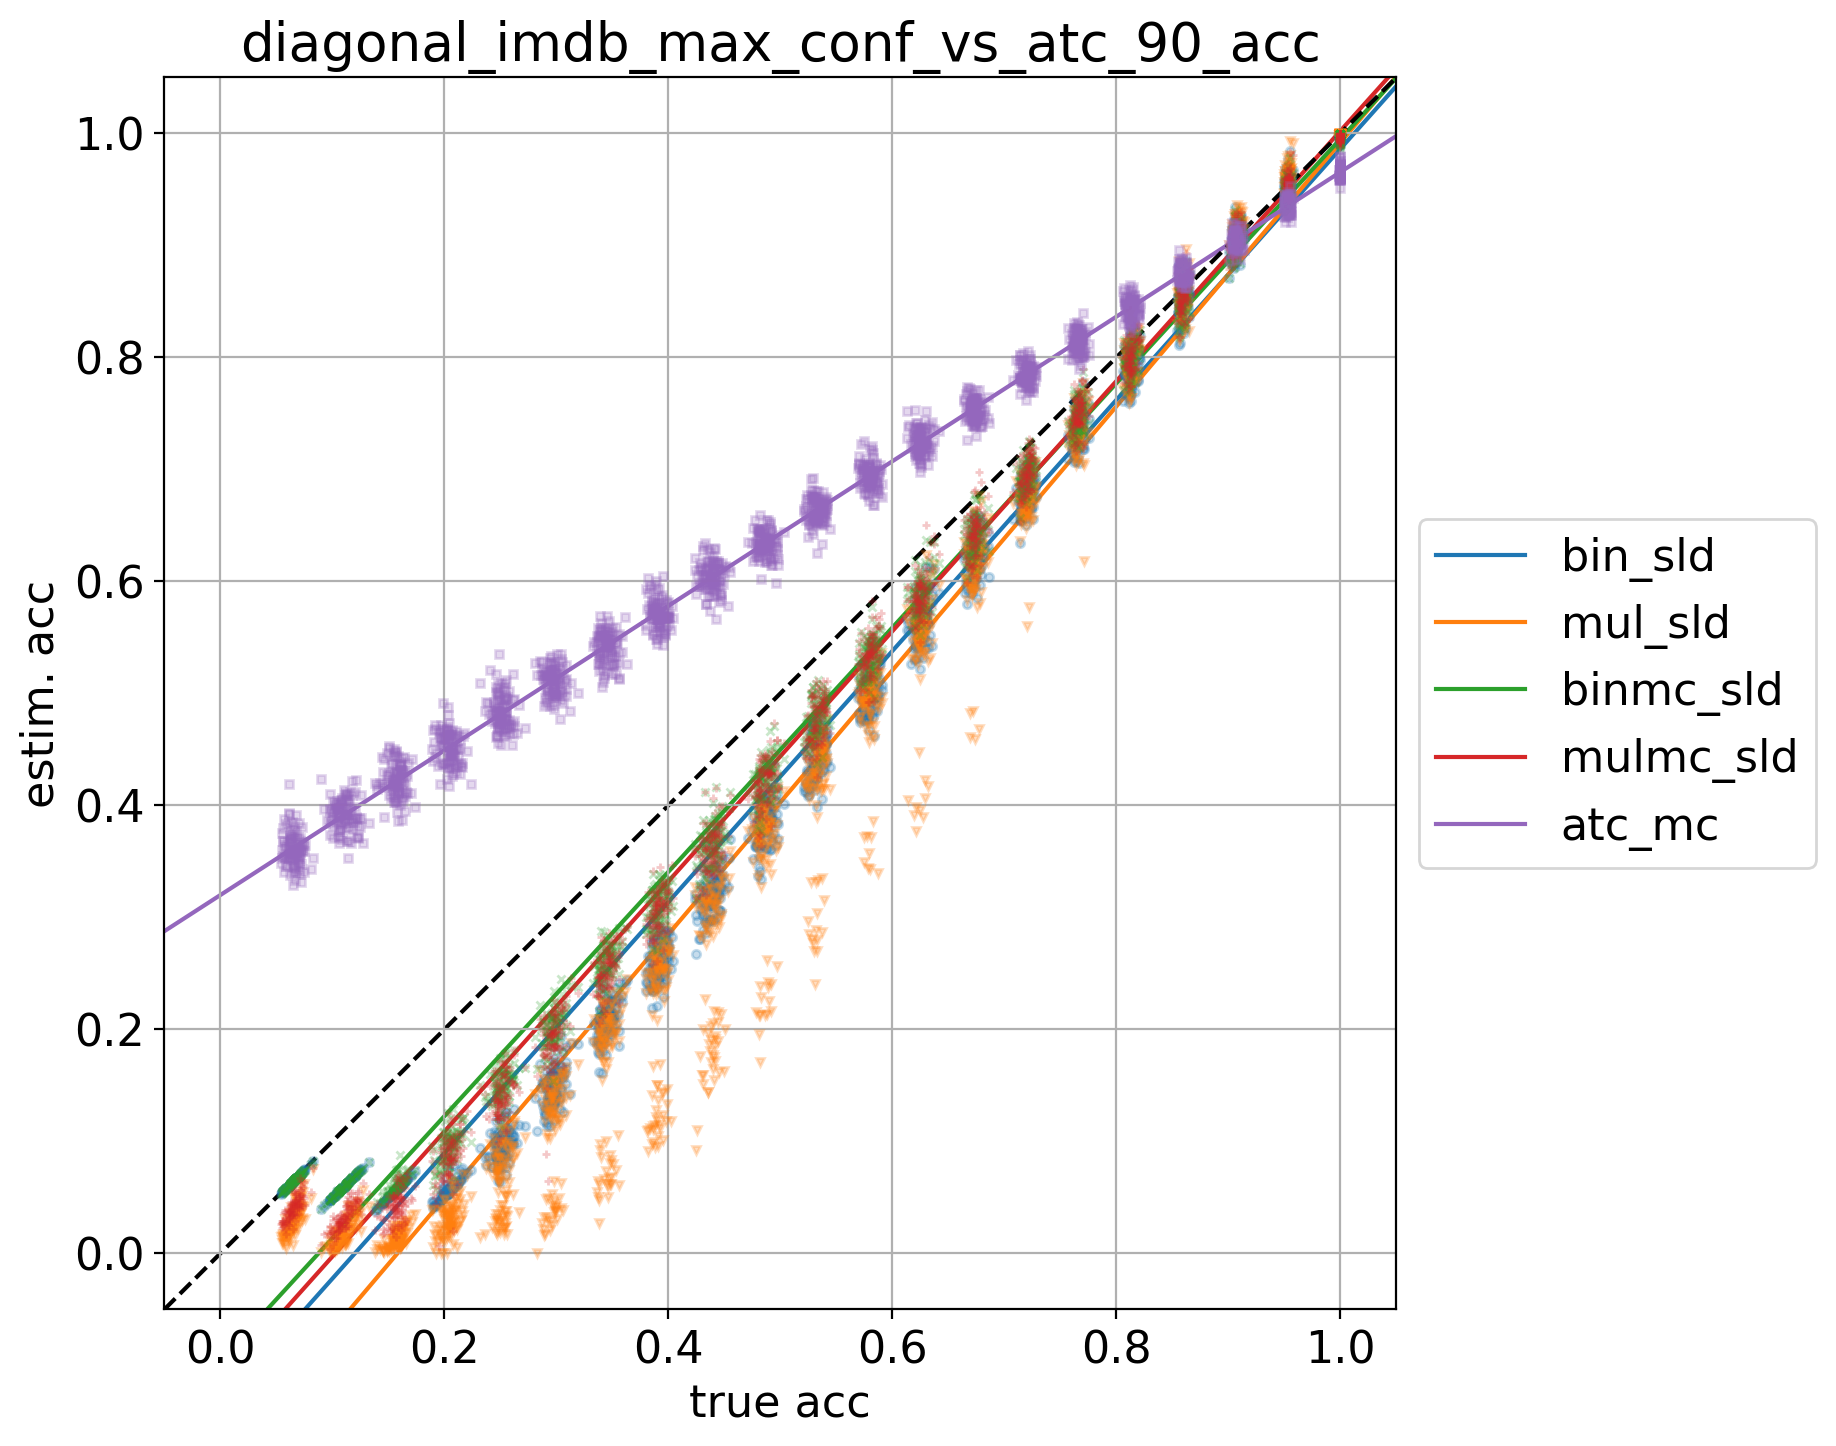 diagonal_imdb_max_conf_vs_atc_90_acc
1.0
0.8
0.6
0.4
0.2
0.0
estim. acc
0.0 0.2 0.4 0.6 0.8 1.0
true acc
bin_sld
mul_sld
binmc_sld
mulmc_sld
atc_mc